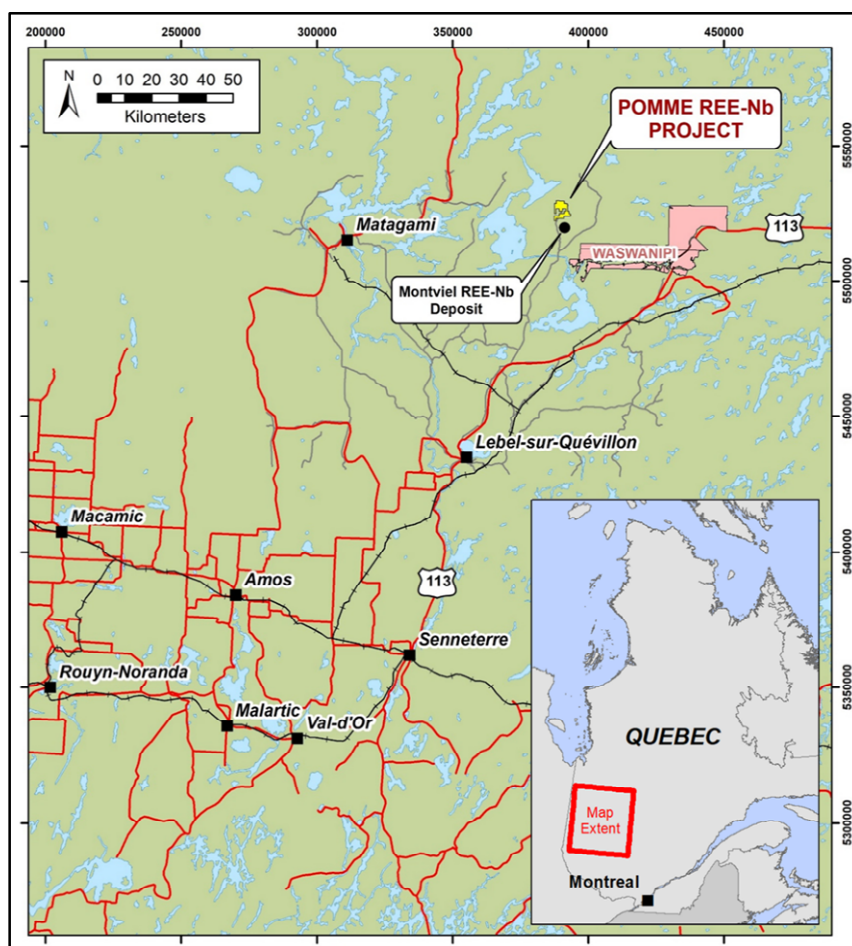 200000 250000 300000 350000 400000 450000
N
0 10 20 30 40 50
Kilometers
POMME REE-Nb
PROJECT
5550000
Matagami
113
WASWANIPI
Montviel REE-Nb
Deposit
5500000
5450000
Lebel-sur-Quévillon
Macamic
5400000
Amos
113
Senneterre
Rouyn-Noranda
5350000
Malartic
Val-d'Or
QUEBEC
Map
Extent
5300000
Montreal